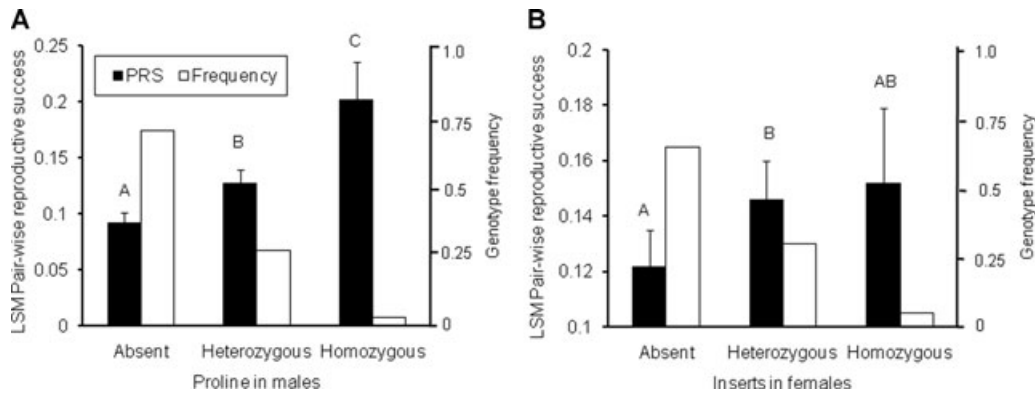 A
B
C
0.25
0.2
0.15
0.1
0.05
0
PRS
Frequency
A
B
1.0
0.75
0.5
0.25
0
LSM Pair-wise reproductive success
Genotype frequency
Absent
Heterozygous
Homozygous
Proline in males
0.2
0.18
0.16
0.14
0.12
0.1
A
B
AB
1.0
0.75
0.5
0.25
0
LSM Pair-wise reproductive success
Genotype frequency
Absent
Heterozygous
Homozygous
Inserts in females